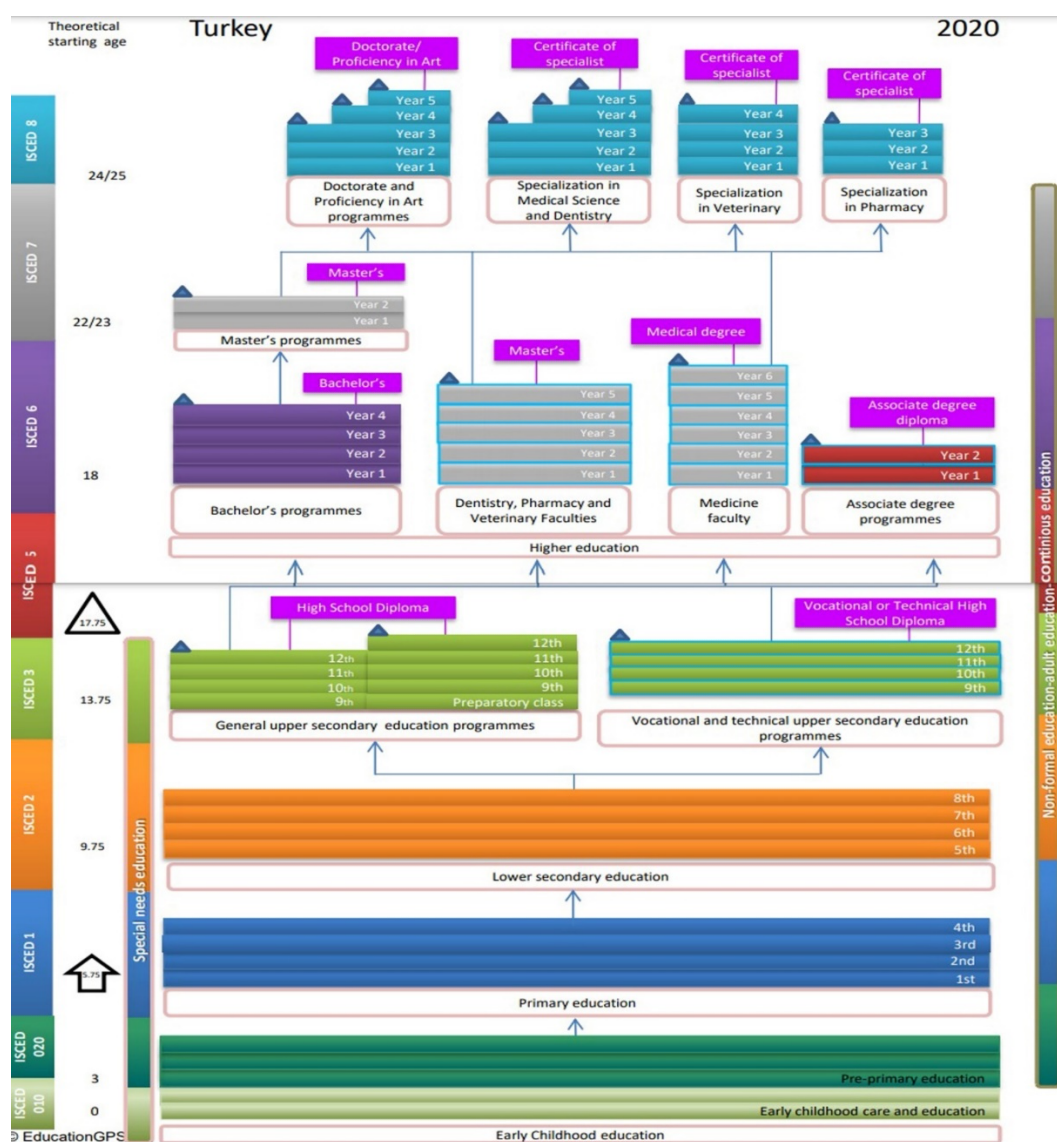 Theoretical
starting age
Turkey
2020
Doctorate/
Proficiency in Art
Certificate of
specialist
Certificate of
specialist
Certificate of
specialist
Year 5
Year 4
Year 3
Year 2
Year 1
Year 5
Year 4
Year 3
Year 2
Year 1
Year 4
Year 3
Year 2
Year 1
Year 3
Year 2
Year 1
ISCED 8
24/25
Doctorate and
Proficiency in Art
programmes
Specialization in
Medical Science
and Dentistry
Specialization
in Veterinary
Specialization
in Pharmacy
ISCED 7
Master's
Year 2
Year 1
22/23
Master's programmes
Medical degree
Master's
Bachelor's
Associate degree
diploma
ISCED 6
Year 4
Year 3
Year 2
Year 1
Year 5
Year 4
Year 3
Year 2
Year 1
Year 6
Year 5
Year 4
Year 3
Year 2
Year 1
Year 2
Year 1
18
Bachelor's programmes
Dentistry, Pharmacy and
Veterinary Faculties
Medicine
faculty
Associate degree
programmes
Higher education
ISCED 5
17.75
High School Diploma
Vocational or Technical High
School Diploma
12th
11th
10th
9th
12th
11th
10th
9th
Preparatory class
12th
11th
10th
9th
ISCED 3
13.75
General upper secondary education programmes
Vocational and technical upper secondary education
programmes
ISCED 2
9.75
8th
7th
6th
5th
Lower secondary education
ISCED 1
5.75
4th
3rd
2nd
1st
Primary education
ISCED
020
3
Pre-primary education
ISCED
010
0
Early childhood care and education
Early Childhood education
Special needs education
Non-formal education-adult education-continious education
© EducationGPS